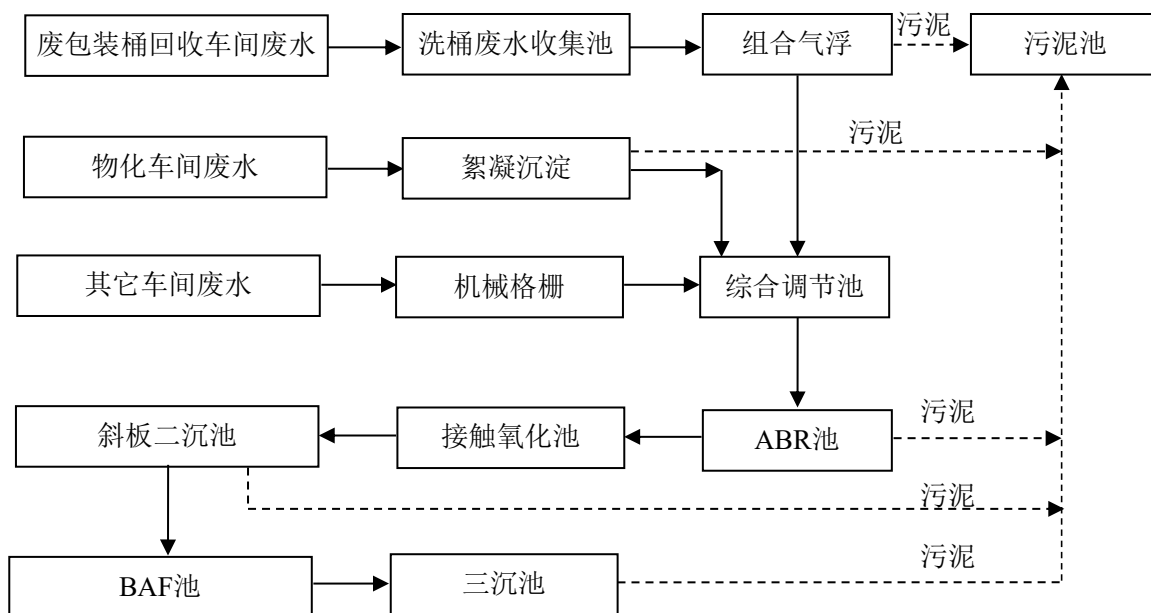 废包装桶回收车间废水
洗桶废水收集池
组合气浮
污泥
污泥池
物化车间废水
絮凝沉淀
污泥
其它车间废水
机械格栅
综合调节池
斜板二沉池
接触氧化池
ABR池
污泥
污泥
BAF池
三沉池
污泥